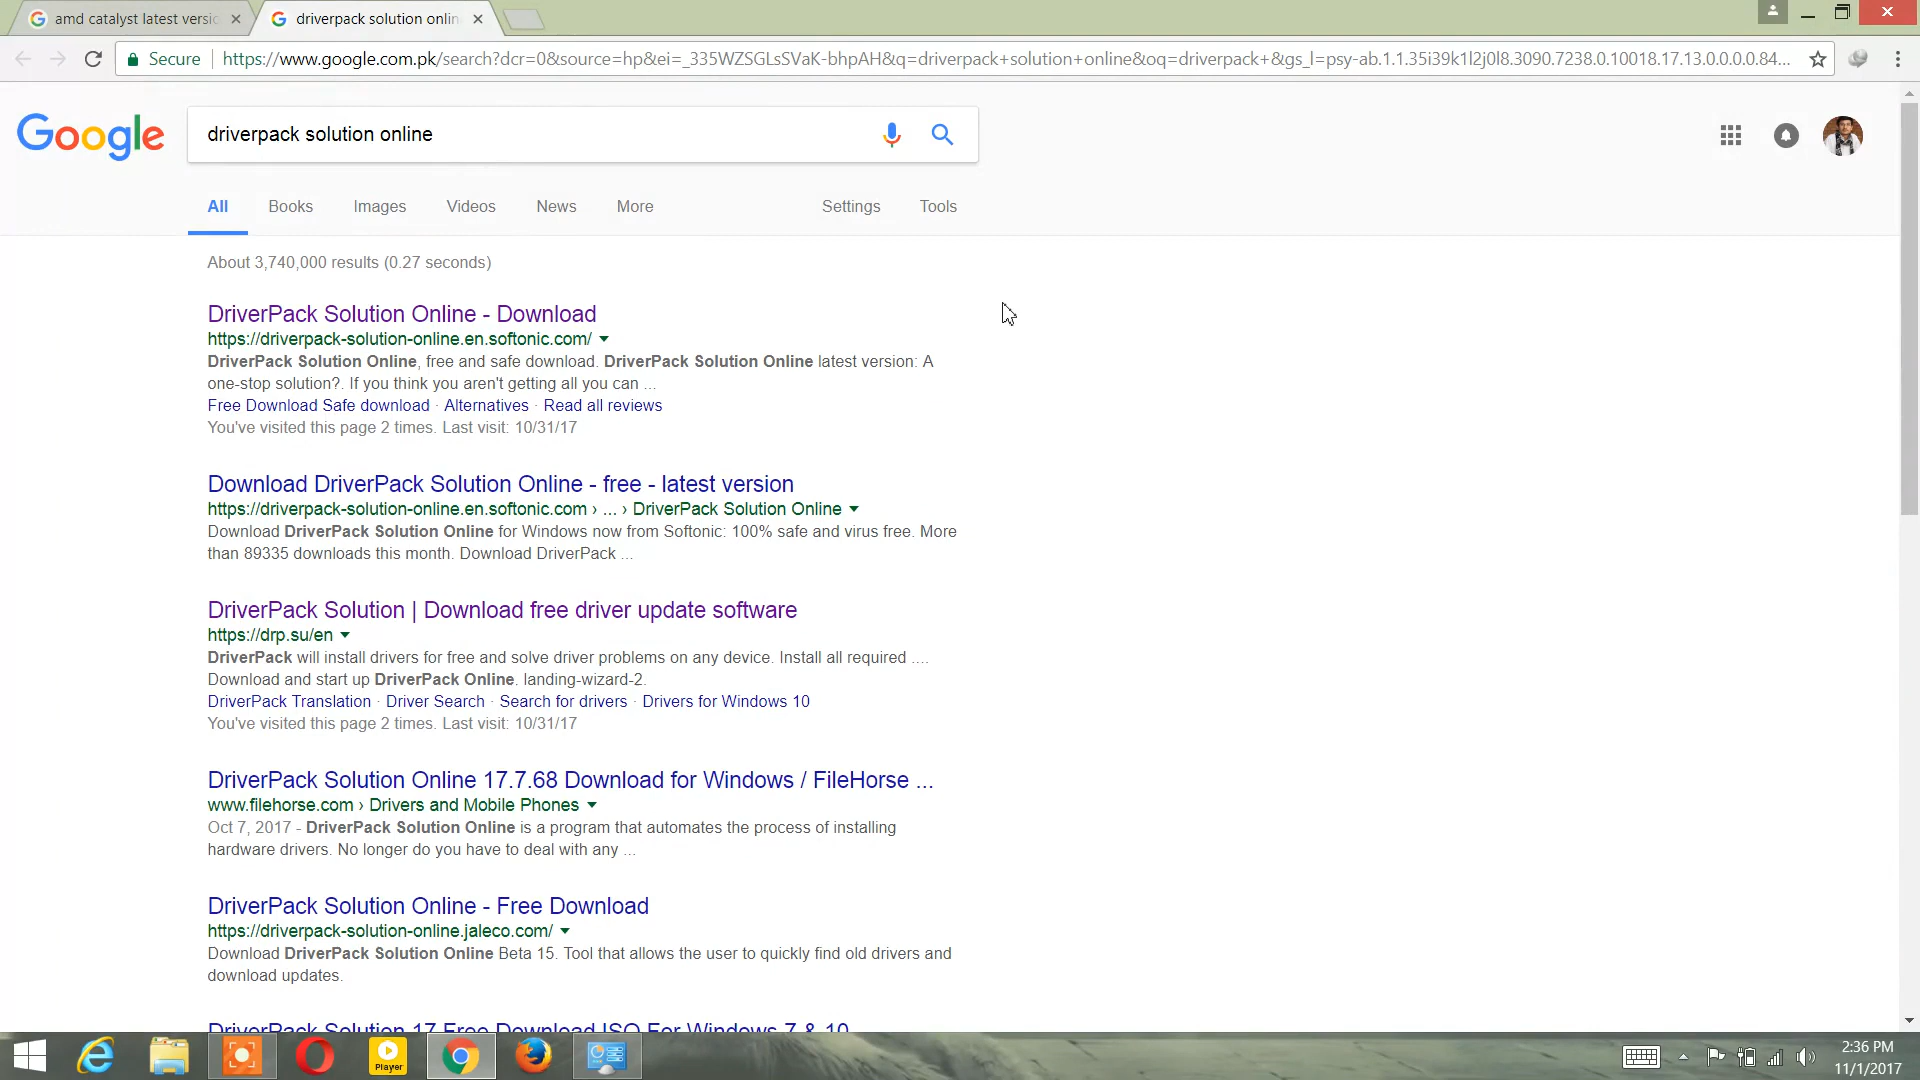 amd catalyst latest versic
driverpack solution onlin
Secure
https://www.google.com.pk/search?dcr=0&source=hp&ei=_335WZSGLsSVaK-bhpAH&q=driverpack+solution+online&oq=driverpack+&gs_l=psy-ab.1.1.35i39k1l2j0l8.3090.7238.0.10018.17.13.0.0.0.0.84...
Google
driverpack solution online
All Books Images Videos News More Settings Tools
About 3,740,000 results (0.27 seconds)
DriverPack Solution Online - Download
https://driverpack-solution-online.en.softonic.com/
DriverPack Solution Online, free and safe download. DriverPack Solution Online latest version: A
one-stop solution?. If you think you aren't getting all you can ...
Free Download Safe download · Alternatives · Read all reviews
You've visited this page 2 times. Last visit: 10/31/17
Download DriverPack Solution Online - free - latest version
https://driverpack-solution-online.en.softonic.com › ... › DriverPack Solution Online
Download DriverPack Solution Online for Windows now from Softonic: 100% safe and virus free. More
than 89335 downloads this month. Download DriverPack ...
DriverPack Solution | Download free driver update software
https://drp.su/en
DriverPack will install drivers for free and solve driver problems on any device. Install all required ....
Download and start up DriverPack Online. landing-wizard-2.
DriverPack Translation · Driver Search · Search for drivers · Drivers for Windows 10
You've visited this page 2 times. Last visit: 10/31/17
DriverPack Solution Online 17.7.68 Download for Windows / FileHorse ...
www.filehorse.com › Drivers and Mobile Phones
Oct 7, 2017 - DriverPack Solution Online is a program that automates the process of installing
hardware drivers. No longer do you have to deal with any ...
DriverPack Solution Online - Free Download
https://driverpack-solution-online.jaleco.com/
Download DriverPack Solution Online Beta 15. Tool that allows the user to quickly find old drivers and
download updates.
DriverPack Solution 17 Free Download ISO For Windows 7 & 10
Player
2:36 PM
11/1/2017